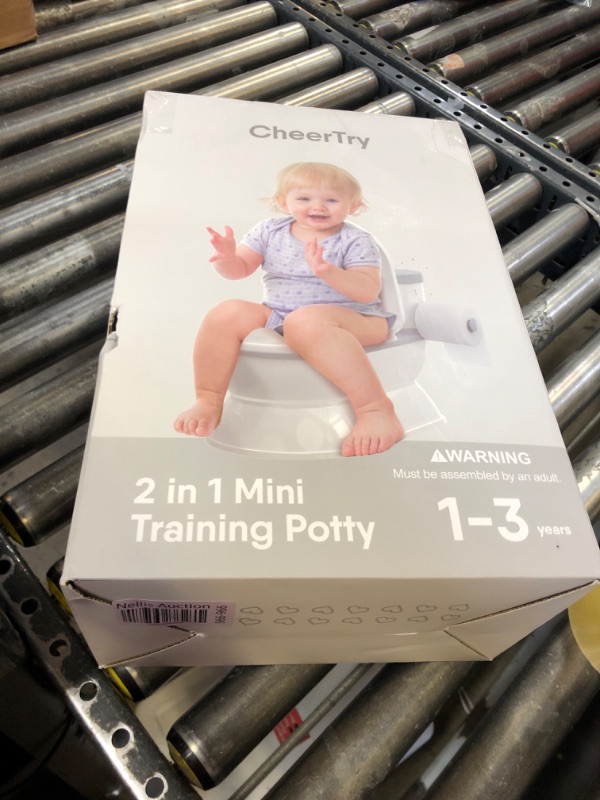 CheerTry
⚠WARNING
Must be assembled by an adult.
2 in 1 Mini
Training Potty
1-3 years
Nellis Auction